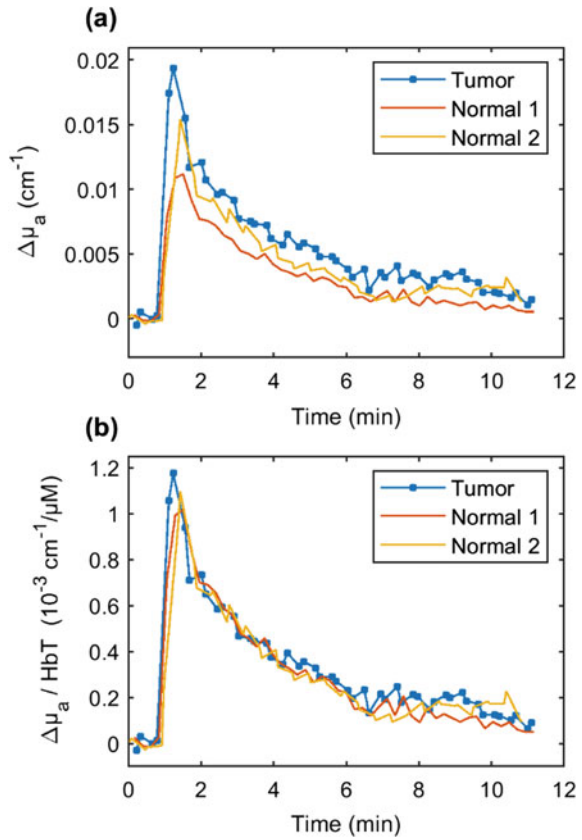 (a)
0.02
0.015
0.01
0.005
0
Δμa (cm⁻¹)
Tumor
Normal 1
Normal 2
0 2 4 6 8 10 12
Time (min)
(b)
1.2
1
0.8
0.6
0.4
0.2
0
Δμa / HbT (10⁻³ cm⁻¹/μM)
Tumor
Normal 1
Normal 2
0 2 4 6 8 10 12
Time (min)